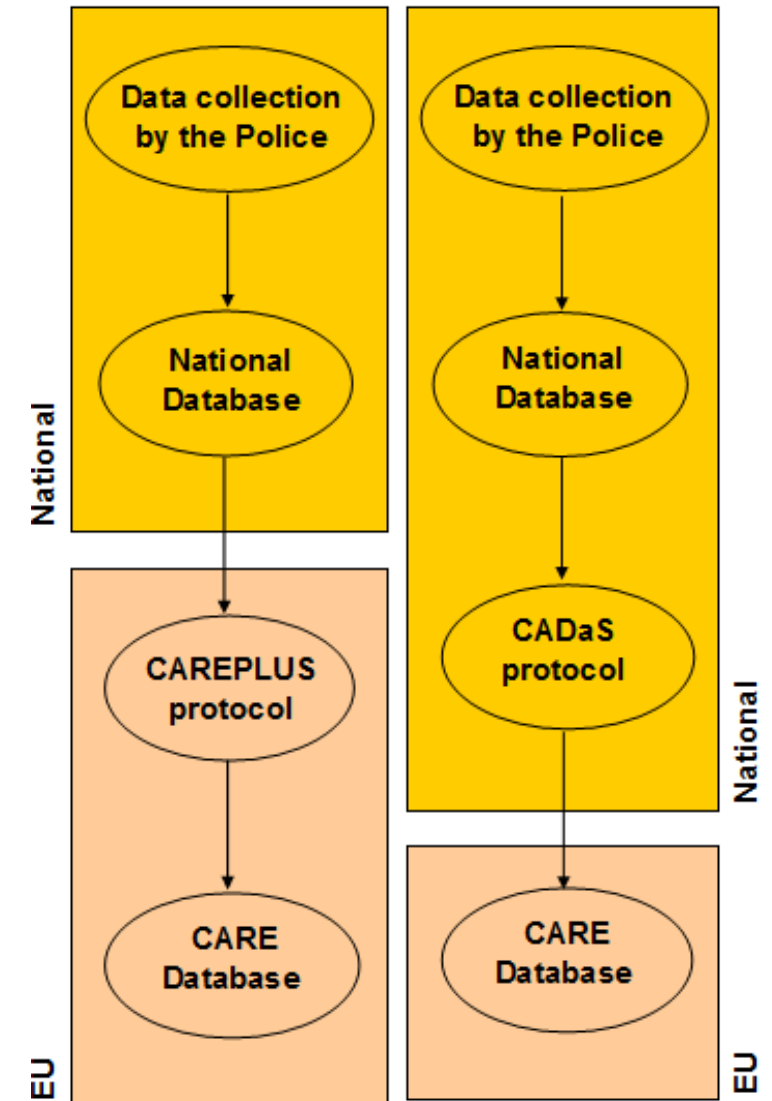 Data collection
by the Police
National
Database
National
CAREPLUS
protocol
CARE
Database
EU
Data collection
by the Police
National
Database
CADaS
protocol
National
CARE
Database
EU